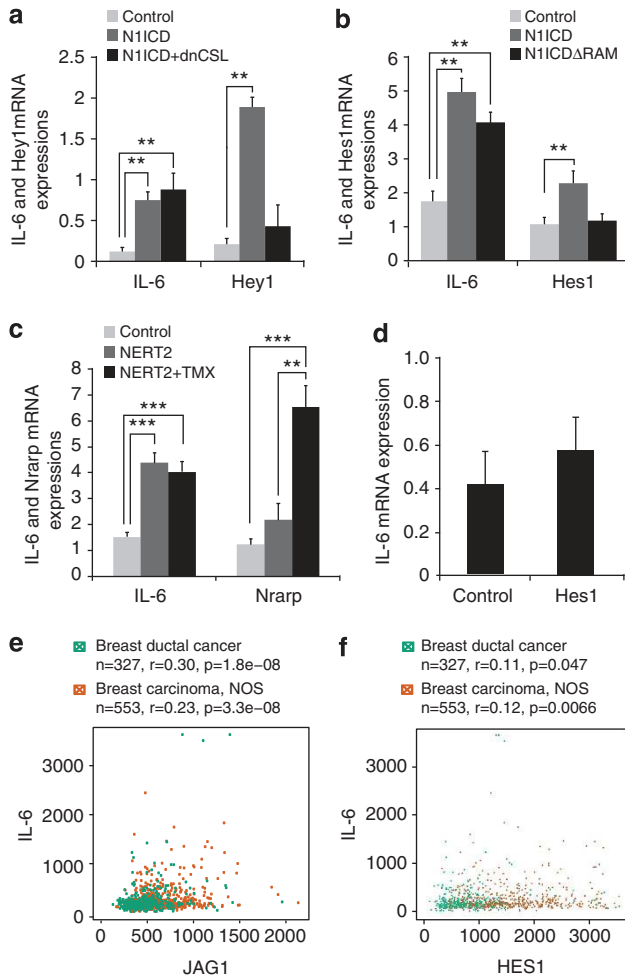 a
Control
N1ICD
N1ICD+dnCSL
IL-6 and Hey1mRNA
expressions
2.5
2
1.5
1
0.5
0
**
**
**
IL-6
Hey1
b
Control
N1ICD
N1ICDΔRAM
IL-6 and Hes1mRNA
expressions
6
5
4
3
2
1
0
**
**
**
IL-6
Hes1
c
Control
NERT2
NERT2+TMX
IL-6 and Nrarp mRNA
expressions
8
7
6
5
4
3
2
1
0
***
***
***
**
IL-6
Nrarp
d
IL-6 mRNA expression
1.0
0.8
0.6
0.4
0.2
0
Control
Hes1
e
Breast ductal cancer
n=327, r=0.30, p=1.8e–08
Breast carcinoma, NOS
n=553, r=0.23, p=3.3e–08
IL-6
3000
2000
1000
0
0
500
1000
1500
2000
JAG1
f
Breast ductal cancer
n=327, r=0.11, p=0.047
Breast carcinoma, NOS
n=553, r=0.12, p=0.0066
IL-6
3000
2000
1000
0
0
1000
2000
3000
HES1